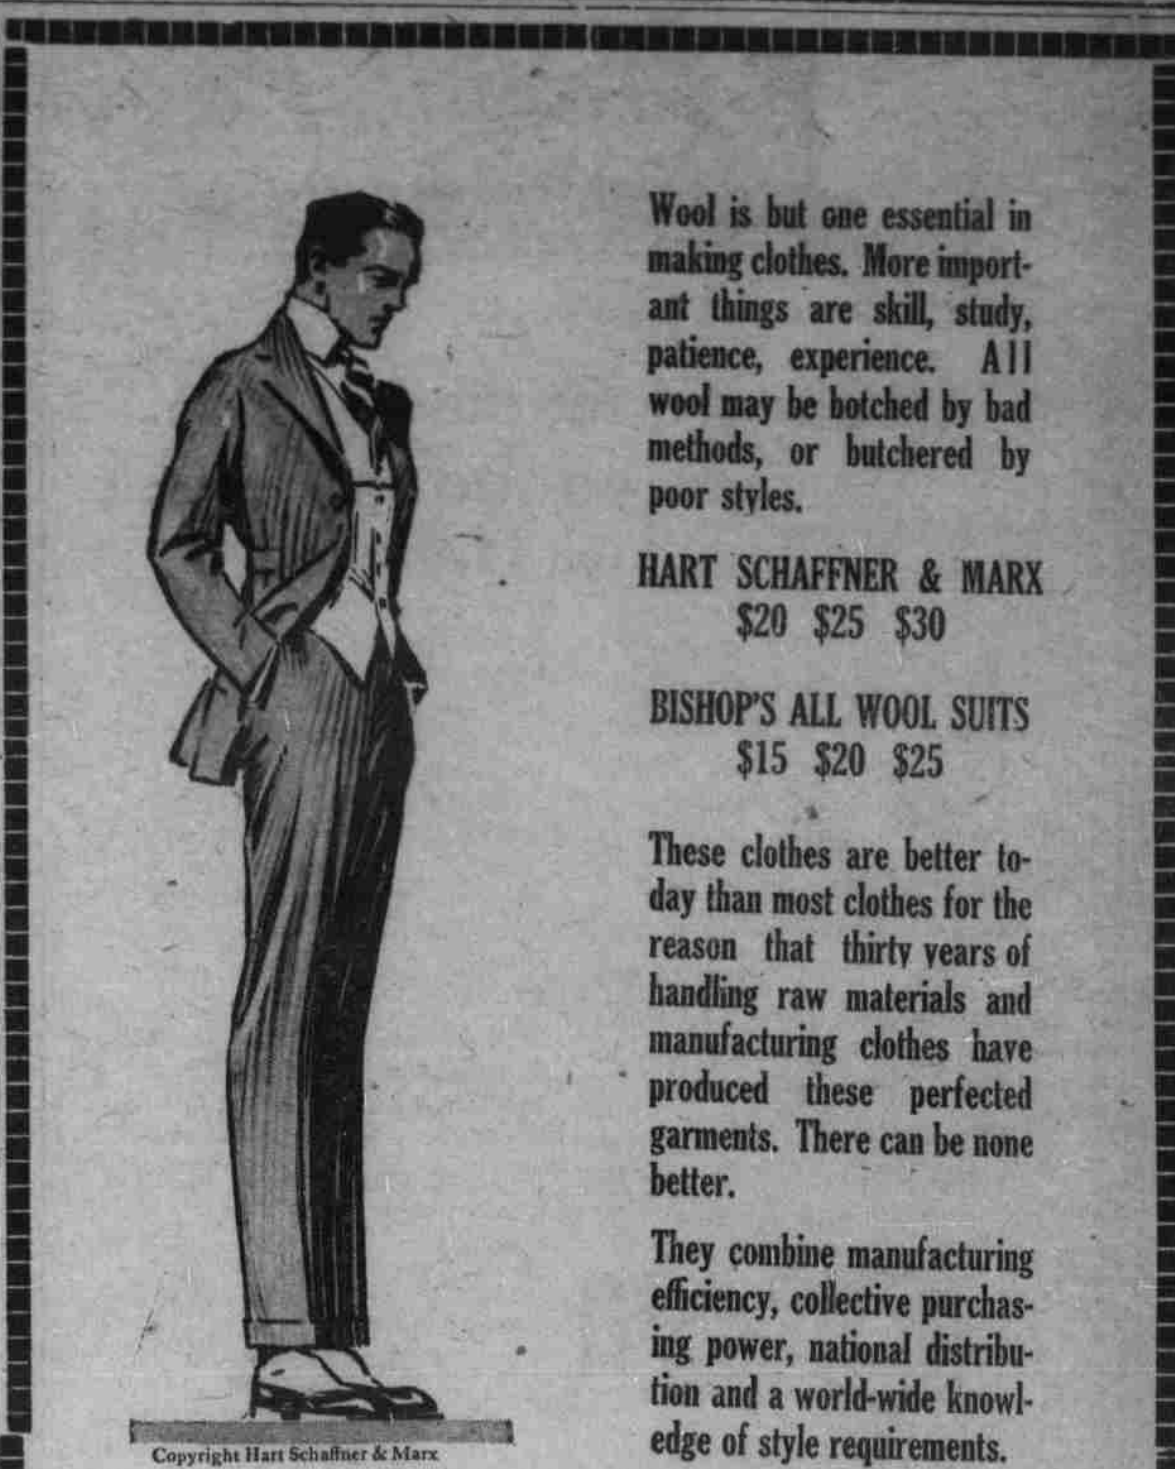 Wool is but one essential in
making clothes. More import-
ant things are skill, study,
patience, experience. All
wool may be botched by bad
methods, or butchered by
poor styles.
HART SCHAFFNER & MARX
$20 $25 $30
BISHOP'S ALL WOOL SUITS
$15 $20 $25
These clothes are better to-
day than most clothes for the
reason that thirty years of
handling raw materials and
manufacturing clothes have
produced these perfected
garments. There can be none
better.
They combine manufacturing
efficiency, collective purchas-
ing power, national distribu-
tion and a world-wide knowl-
edge of style requirements.
Copyright Hart Schaffner & Marx